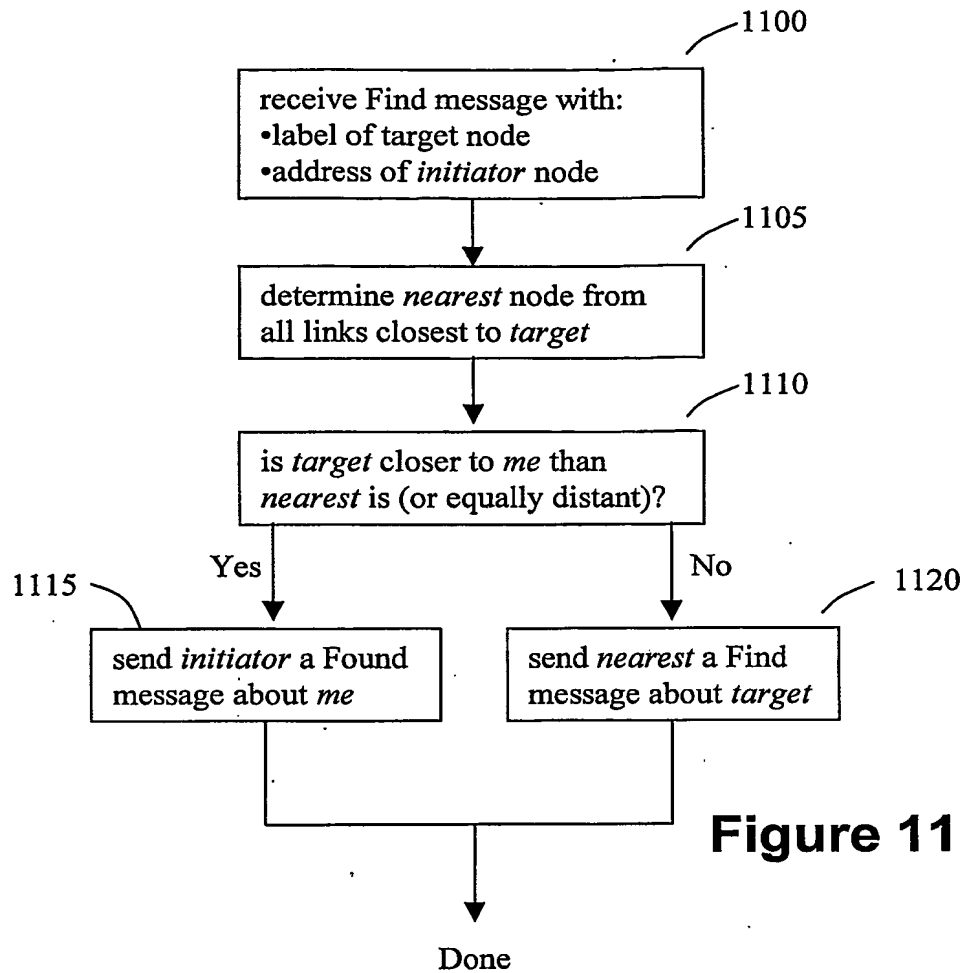 1100
receive Find message with:
•label of target node
•address of initiator node
1105
determine nearest node from
all links closest to target
1110
is target closer to me than
nearest is (or equally distant)?
Yes
No
1115
1120
send initiator a Found
message about me
send nearest a Find
message about target
Figure 11
Done